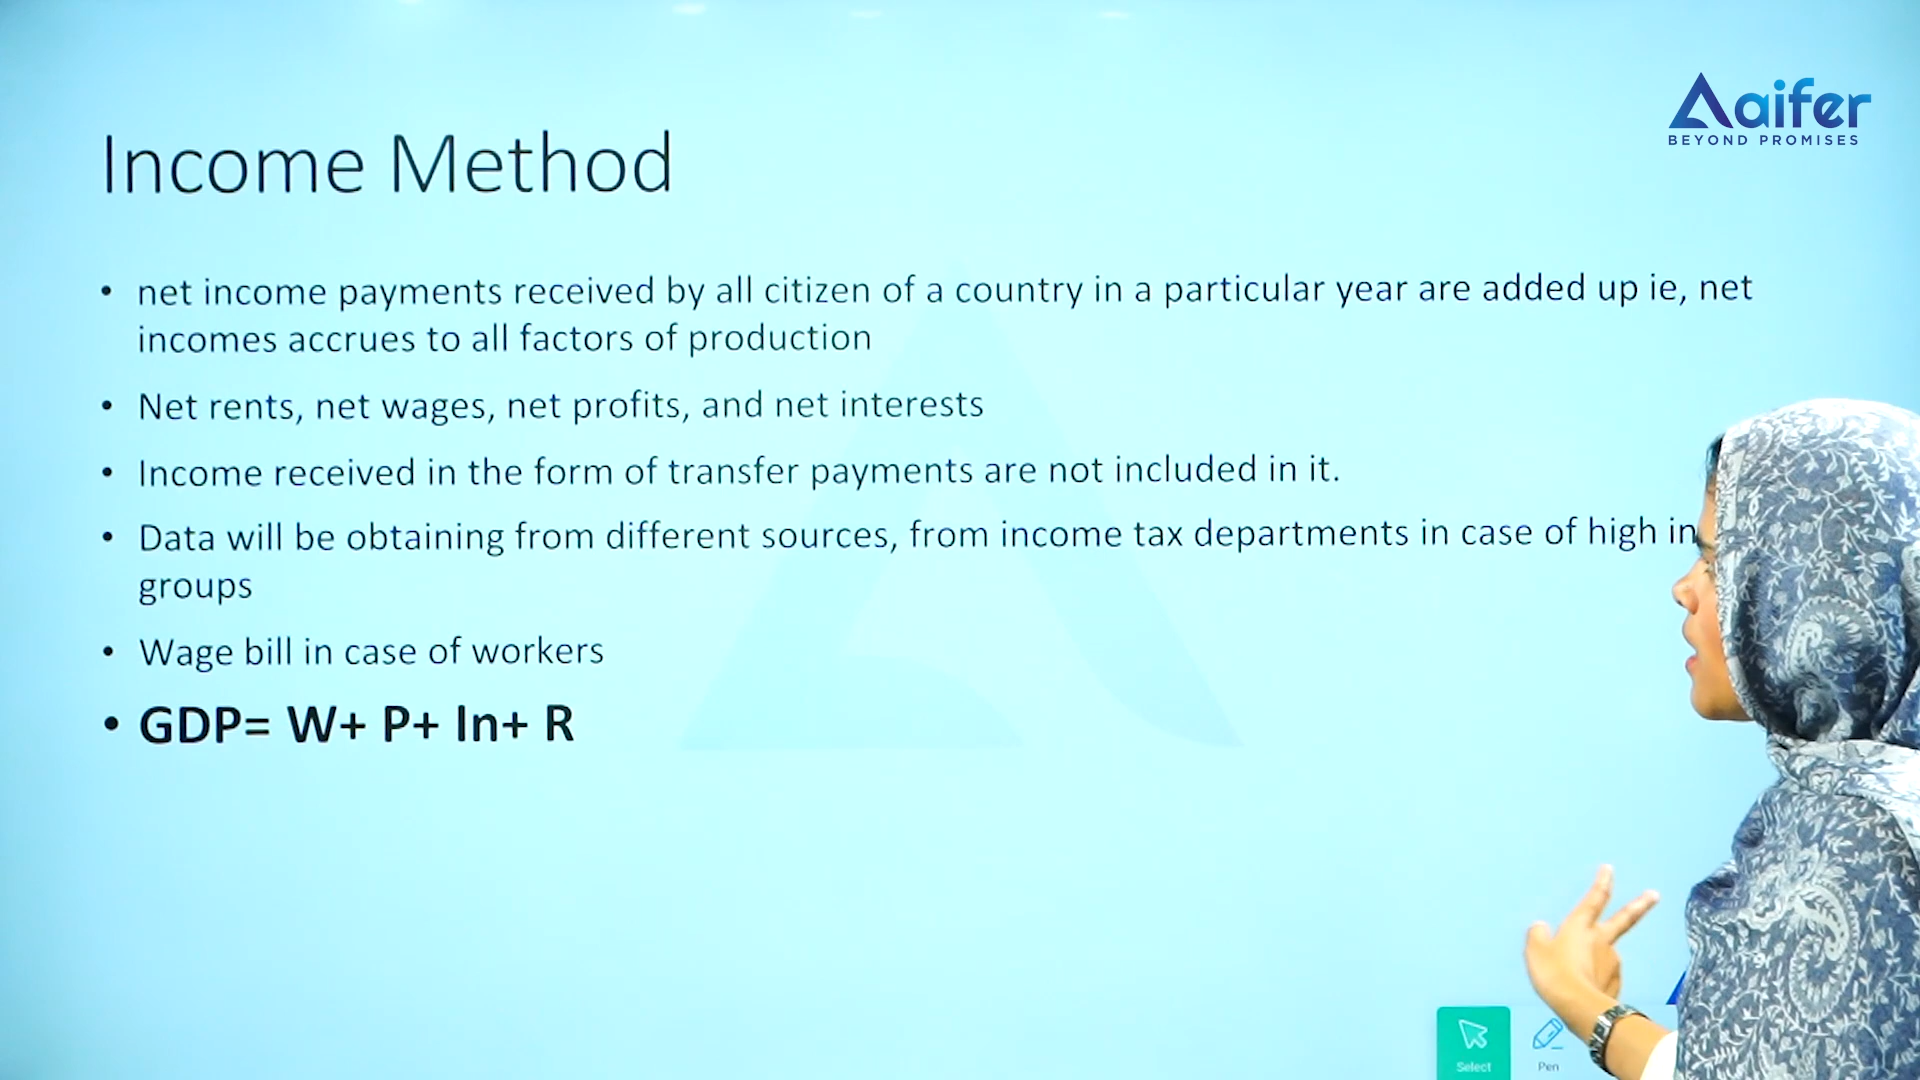 Aaifer
BEYOND PROMISES
Income Method
• net income payments received by all citizen of a country in a particular year are added up ie, net
incomes accrues to all factors of production
• Net rents, net wages, net profits, and net interests
• Income received in the form of transfer payments are not included in it.
• Data will be obtaining from different sources, from income tax departments in case of high in
groups
• Wage bill in case of workers
• GDP= W+ P+ In+ R
Select
Pen